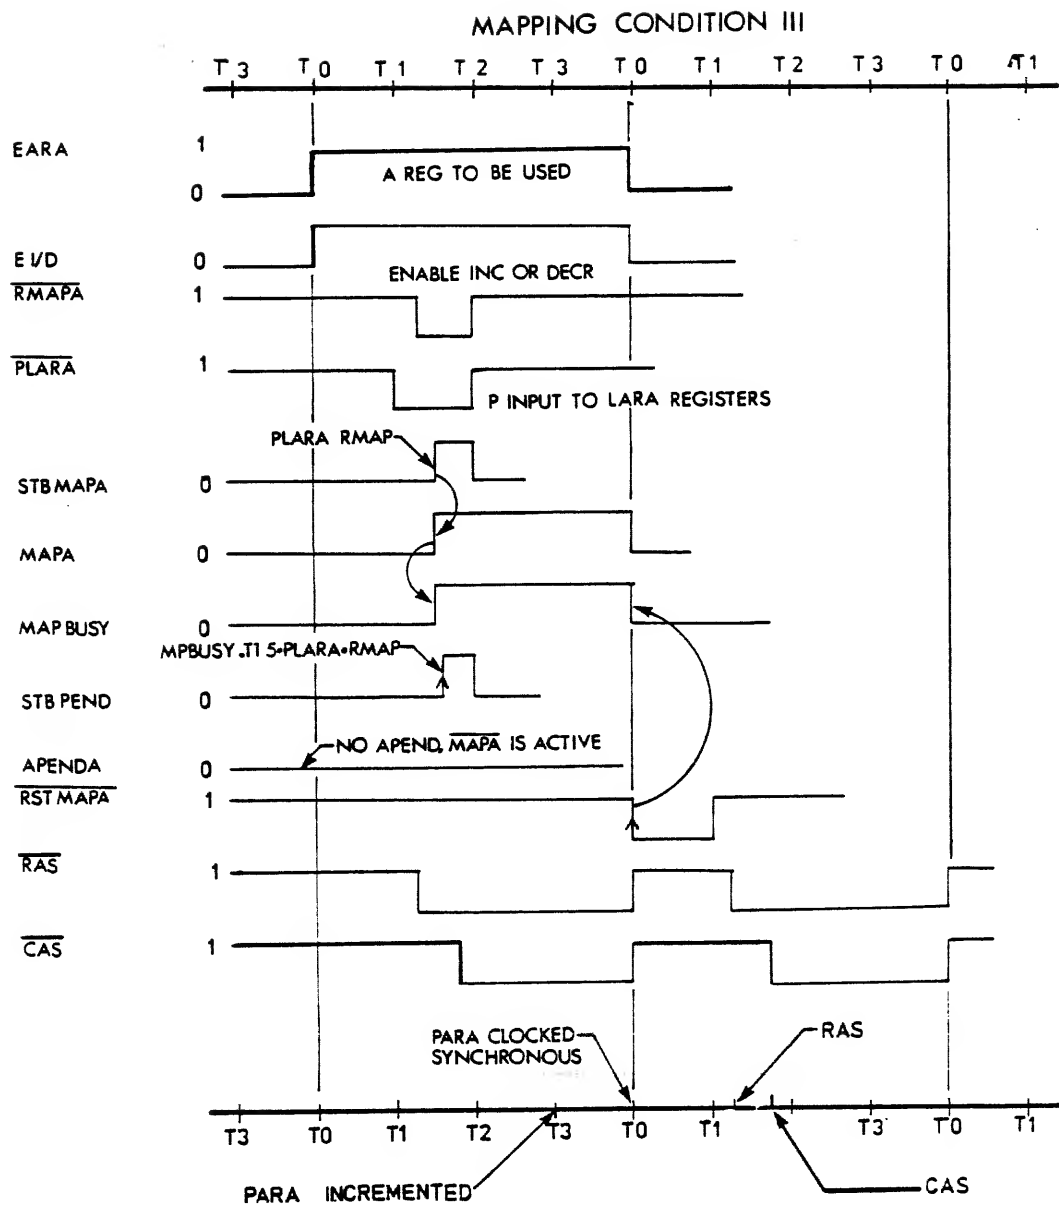 MAPPING CONDITION III
T3 T0 T1 T2 T3 T0 T1 T2 T3 T0 T1
EARA 1
0
A REG TO BE USED
E I/D 0
ENABLE INC OR DECR
RMAPA 1
PLARA 1
P INPUT TO LARA REGISTERS
PLARA RMAP
STBMAPA 0
MAPA 0
MAP BUSY 0
MPBUSY.T1 5•PLARA•RMAP
STB PEND 0
NO APEND, MAPA IS ACTIVE
APENDA 0
RST MAPA 1
RAS 1
CAS 1
PARA CLOCKED
SYNCHRONOUS
RAS
T3 T0 T1 T2 T3 T0 T1 T3 T0 T1
PARA INCREMENTED
CAS